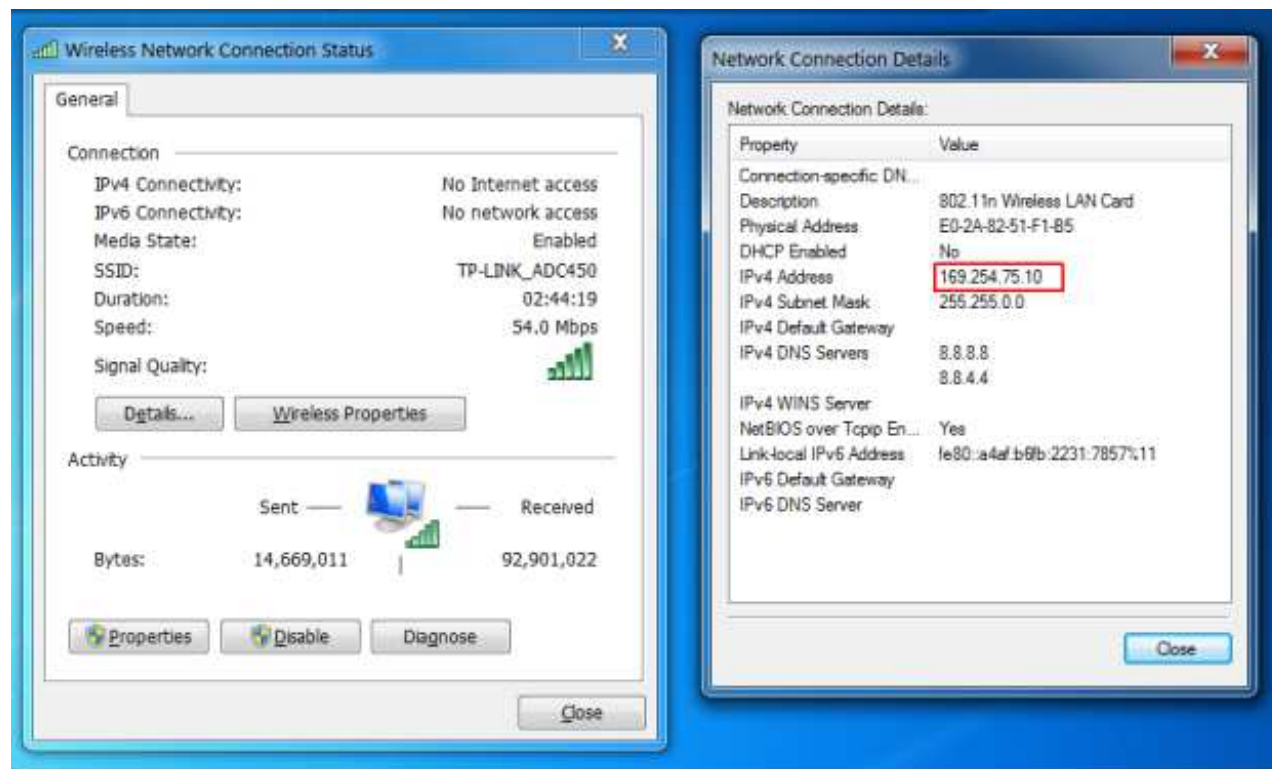 Wireless Network Connection Status
General
Connection
IPv4 Connectivity: No Internet access
IPv6 Connectivity: No network access
Media State: Enabled
SSID: TP-LINK_ADC450
Duration: 02:44:19
Speed: 54.0 Mbps
Signal Quality:
Details... Wireless Properties
Activity
Sent Received
Bytes: 14,669,011 92,901,022
Properties Disable Diagnose
Close
Network Connection Details
Network Connection Details:
Property Value
Connection-specific DN...
Description 802.11n Wireless LAN Card
Physical Address E0-2A-82-51-F1-B5
DHCP Enabled No
IPv4 Address 169.254.75.10
IPv4 Subnet Mask 255.255.0.0
IPv4 Default Gateway
IPv4 DNS Servers 8.8.8.8
8.8.4.4
IPv4 WINS Server
NetBIOS over Tcpip En... Yes
Link-local IPv6 Address fe80::a4af:b6fb:2231:7857%11
IPv6 Default Gateway
IPv6 DNS Server
Close